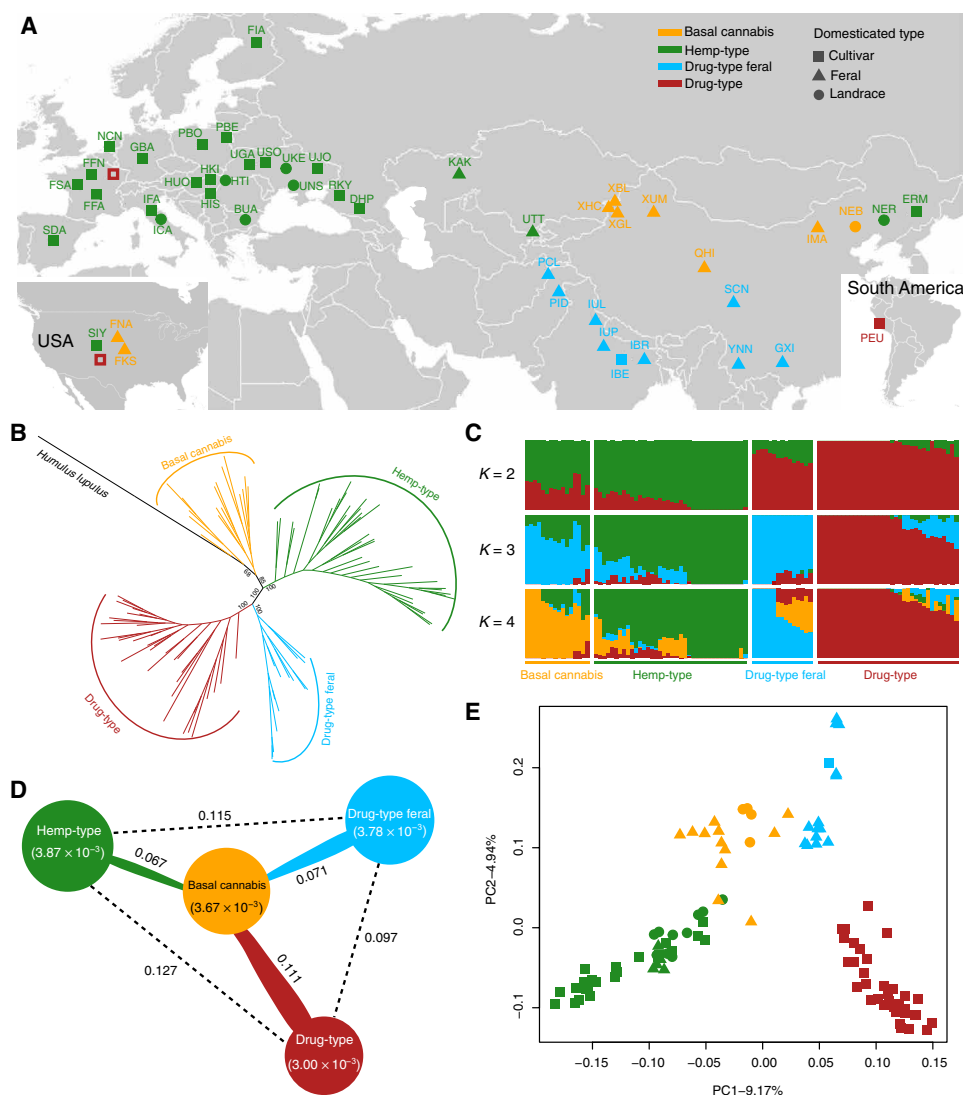 A
FIA
Basal cannabis
Hemp-type
Drug-type feral
Drug-type
Domesticated type
Cultivar
Feral
Landrace
NCN
PBO
PBE
GBA
UGA
USO
UKE
UJO
FFN
HKI
FSA
HUO
HTI
UNS
RKY
FFA
IFA
HIS
DHP
ICA
BUA
SDA
KAK
UTT
XBL
XHC
XUM
XGL
IMA
NEB
NER
ERM
QHI
PCL
PID
SCN
IUL
IUP
IBR
IBE
YNN
GXI
USA
FNA
SIY
FKS
South America
PEU
B
Humulus lupulus
Basal cannabis
Hemp-type
68
85
100
100
100
100
Drug-type
Drug-type feral
C
K = 2
K = 3
K = 4
Basal cannabis
Hemp-type
Drug-type feral
Drug-type
D
Hemp-type
(3.87 × 10⁻³)
0.115
Drug-type feral
(3.78 × 10⁻³)
0.067
0.071
Basal cannabis
(3.67 × 10⁻³)
0.127
0.111
0.097
Drug-type
(3.00 × 10⁻³)
E
PC2–4.94%
0.2
0.1
0.0
−0.1
−0.15
−0.10
−0.05
0.00
0.05
0.10
0.15
PC1–9.17%